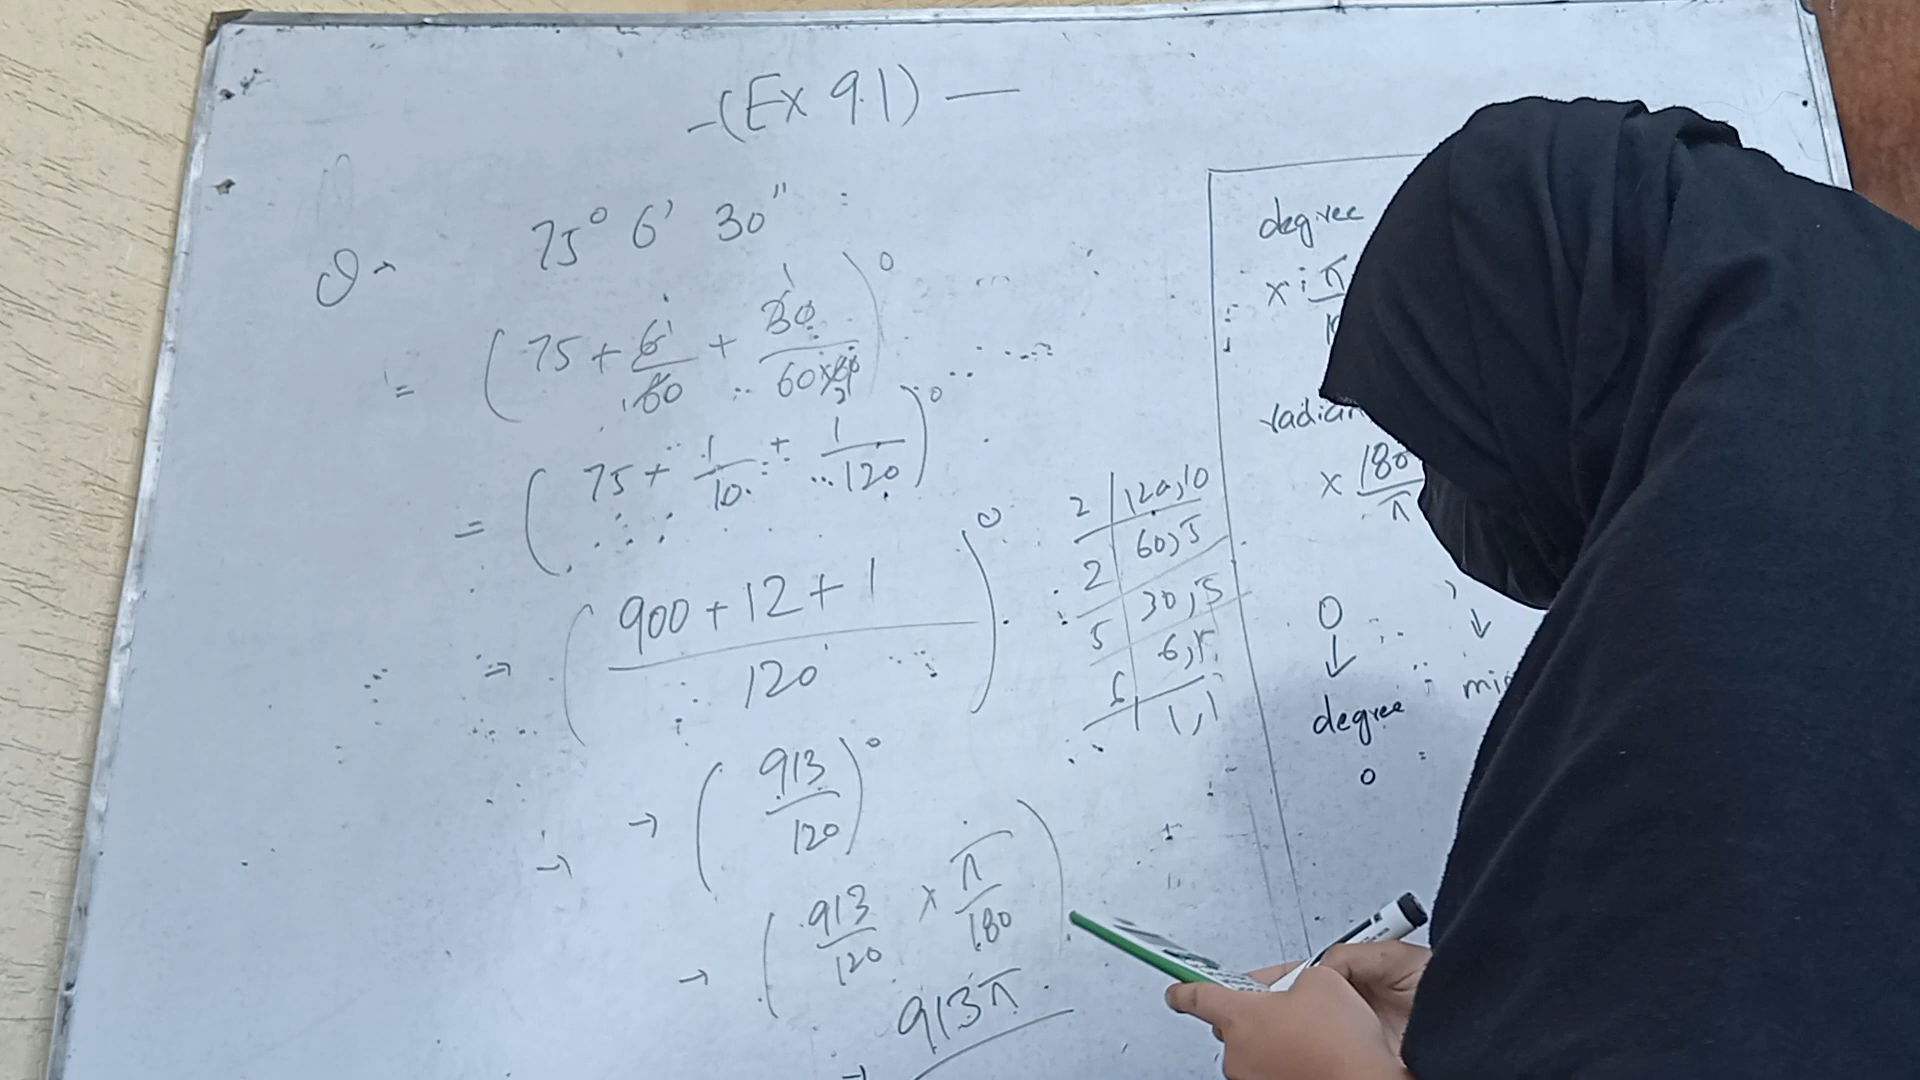 -(Ex 9.1) —
75° 6' 30"
= (75 + 6/60 + 30/60×60)°
= (75 + 1/10 + 1/120)°
→ (900 + 12 + 1 / 120)°
→ (913/120)°
→ (913/120 × π/180)
→ 913π
2 | 120, 10
2 | 60, 5
5 | 30, 5
6 | 6, 1
1, 1
degree
× π
radian
× 180/π
0 '
↓ ↓
degree
0